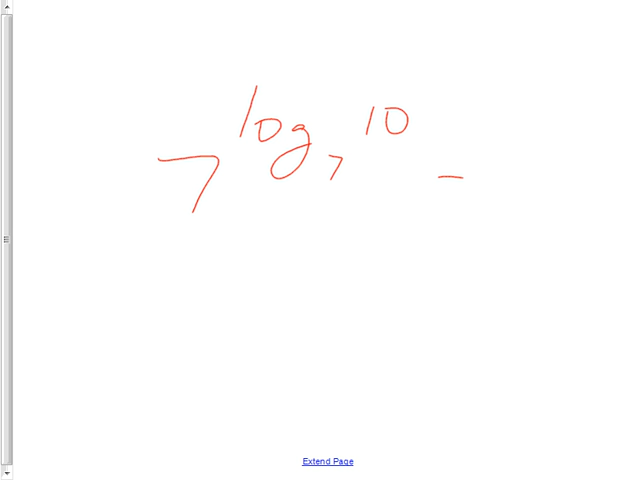 7^{log_7 10} –
Extend Page